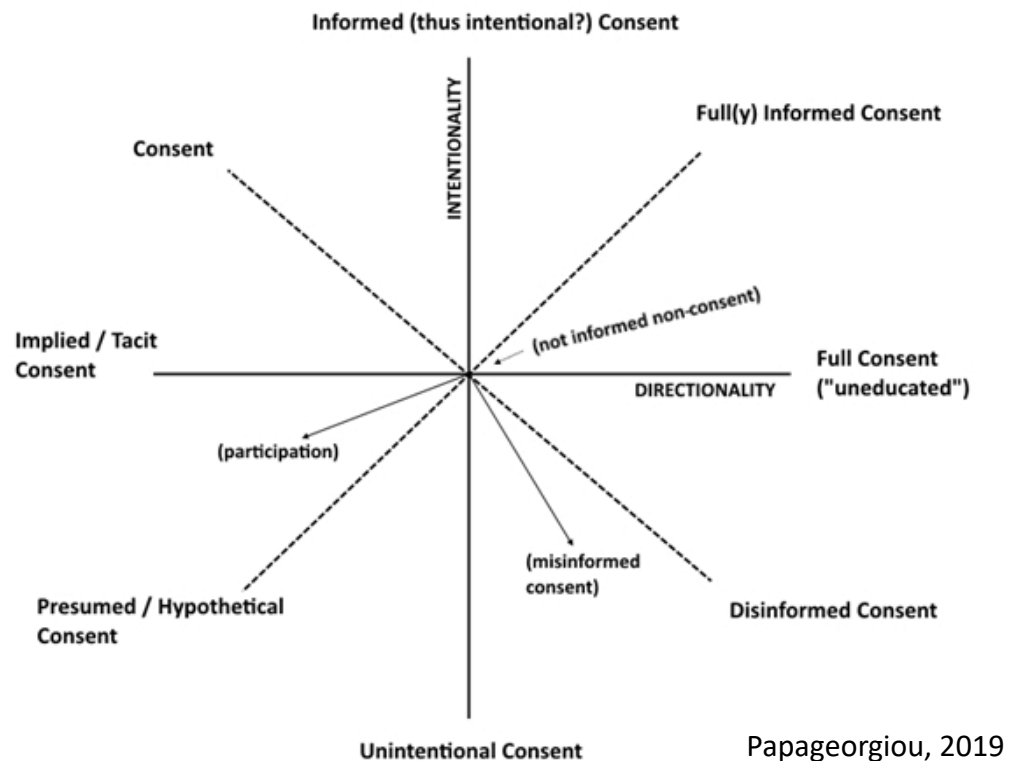 Informed (thus intentional?) Consent
INTENTIONALITY
Full(y) Informed Consent
Consent
(not informed non-consent)
Implied / Tacit
Consent
Full Consent
("uneducated")
DIRECTIONALITY
(participation)
(misinformed
consent)
Presumed / Hypothetical
Consent
Disinformed Consent
Unintentional Consent
Papageorgiou, 2019